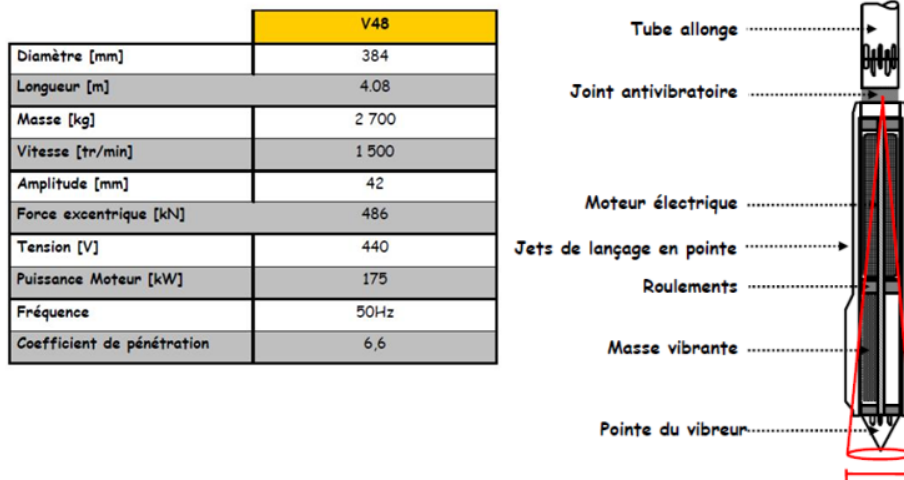 V48
Diamètre [mm] 384
Longueur [m] 4.08
Masse [kg] 2 700
Vitesse [tr/min] 1 500
Amplitude [mm] 42
Force excentrique [kN] 486
Tension [V] 440
Puissance Moteur [kW] 175
Fréquence 50Hz
Coefficient de pénétration 6,6
Tube allonge
Joint antivibratoire
Moteur électrique
Jets de lançage en pointe
Roulements
Masse vibrante
Pointe du vibreur